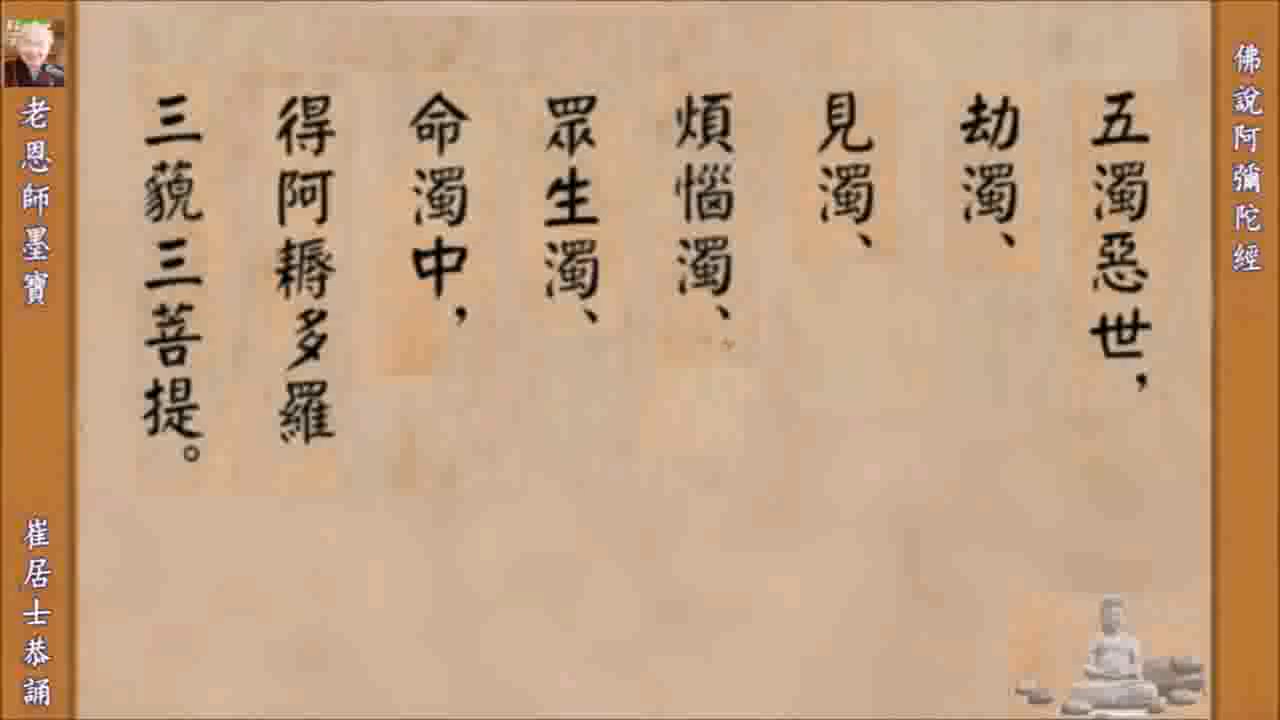 佛說阿彌陀經
五濁惡世，
劫濁、
見濁、
煩惱濁、
眾生濁、
命濁中，
得阿耨多羅
三藐三菩提。
老恩師墨寶
崔居士恭誦